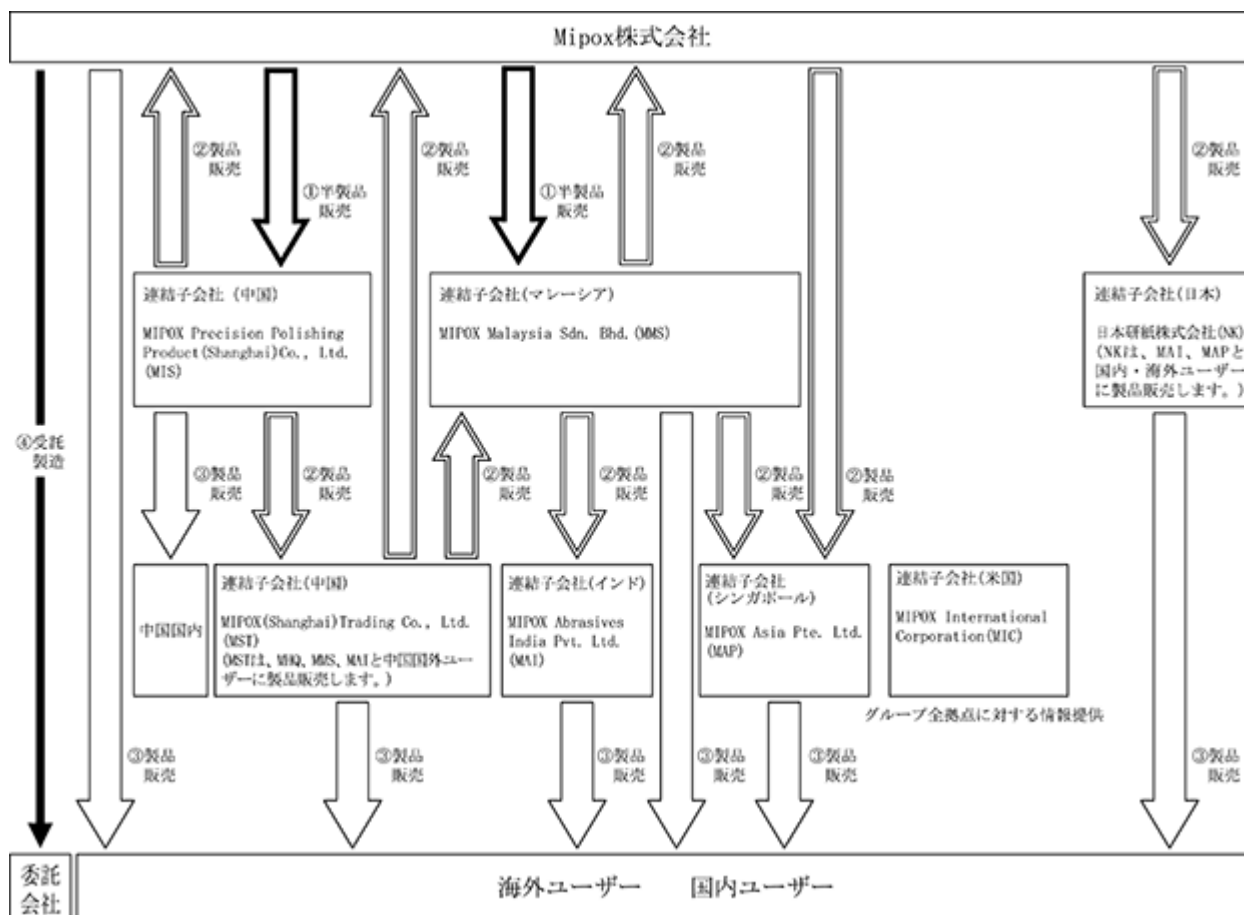 Mipox株式会社
②製品
販売
①半製品
販売
②製品
販売
①半製品
販売
②製品
販売
②製品
販売
連結子会社 (中国)
MIPOX Precision Polishing
Product(Shanghai)Co., Ltd.
(MIS)
連結子会社(マレーシア)
MIPOX Malaysia Sdn. Bhd.(MMS)
連結子会社(日本)
日本研紙株式会社(NK)
(NKは、MAI、MAPと
国内・海外ユーザー
に製品販売します。)
④受託
製造
③製品
販売
②製品
販売
②製品
販売
②製品
販売
②製品
販売
②製品
販売
中国国内
連結子会社(中国)
MIPOX(Shanghai)Trading Co., Ltd.
(MST)
(MSTは、MHQ、MMS、MAIと中国国外ユー
ザーに製品販売します。)
連結子会社(インド)
MIPOX Abrasives
India Pvt. Ltd.
(MAI)
連結子会社
(シンガポール)
MIPOX Asia Pte. Ltd.
(MAP)
連結子会社(米国)
MIPOX International
Corporation(MIC)
グループ全拠点に対する情報提供
③製品
販売
③製品
販売
③製品
販売
③製品
販売
③製品
販売
③製品
販売
委託
会社
海外ユーザー 国内ユーザー